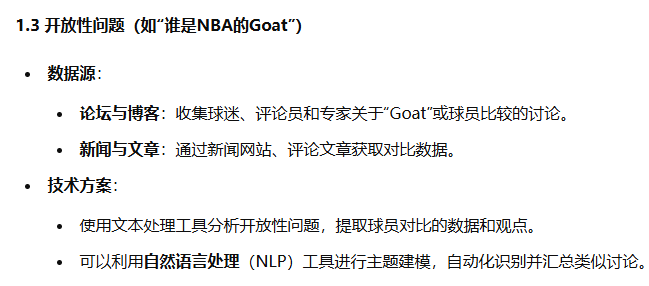 1.3 开放性问题（如“谁是NBA的Goat”）
• 数据源：
• 论坛与博客：收集球迷、评论员和专家关于“Goat”或球员比较的讨论。
• 新闻与文章：通过新闻网站、评论文章获取对比数据。
• 技术方案：
• 使用文本处理工具分析开放性问题，提取球员对比的数据和观点。
• 可以利用自然语言处理（NLP）工具进行主题建模，自动化识别并汇总类似讨论。